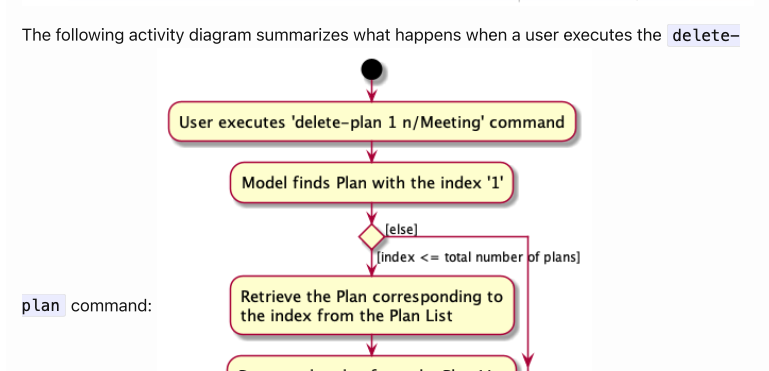 The following activity diagram summarizes what happens when a user executes the delete-
User executes 'delete-plan 1 n/Meeting' command
Model finds Plan with the index '1'
[else]
[index <= total number of plans]
Retrieve the Plan corresponding to
the index from the Plan List
plan command: